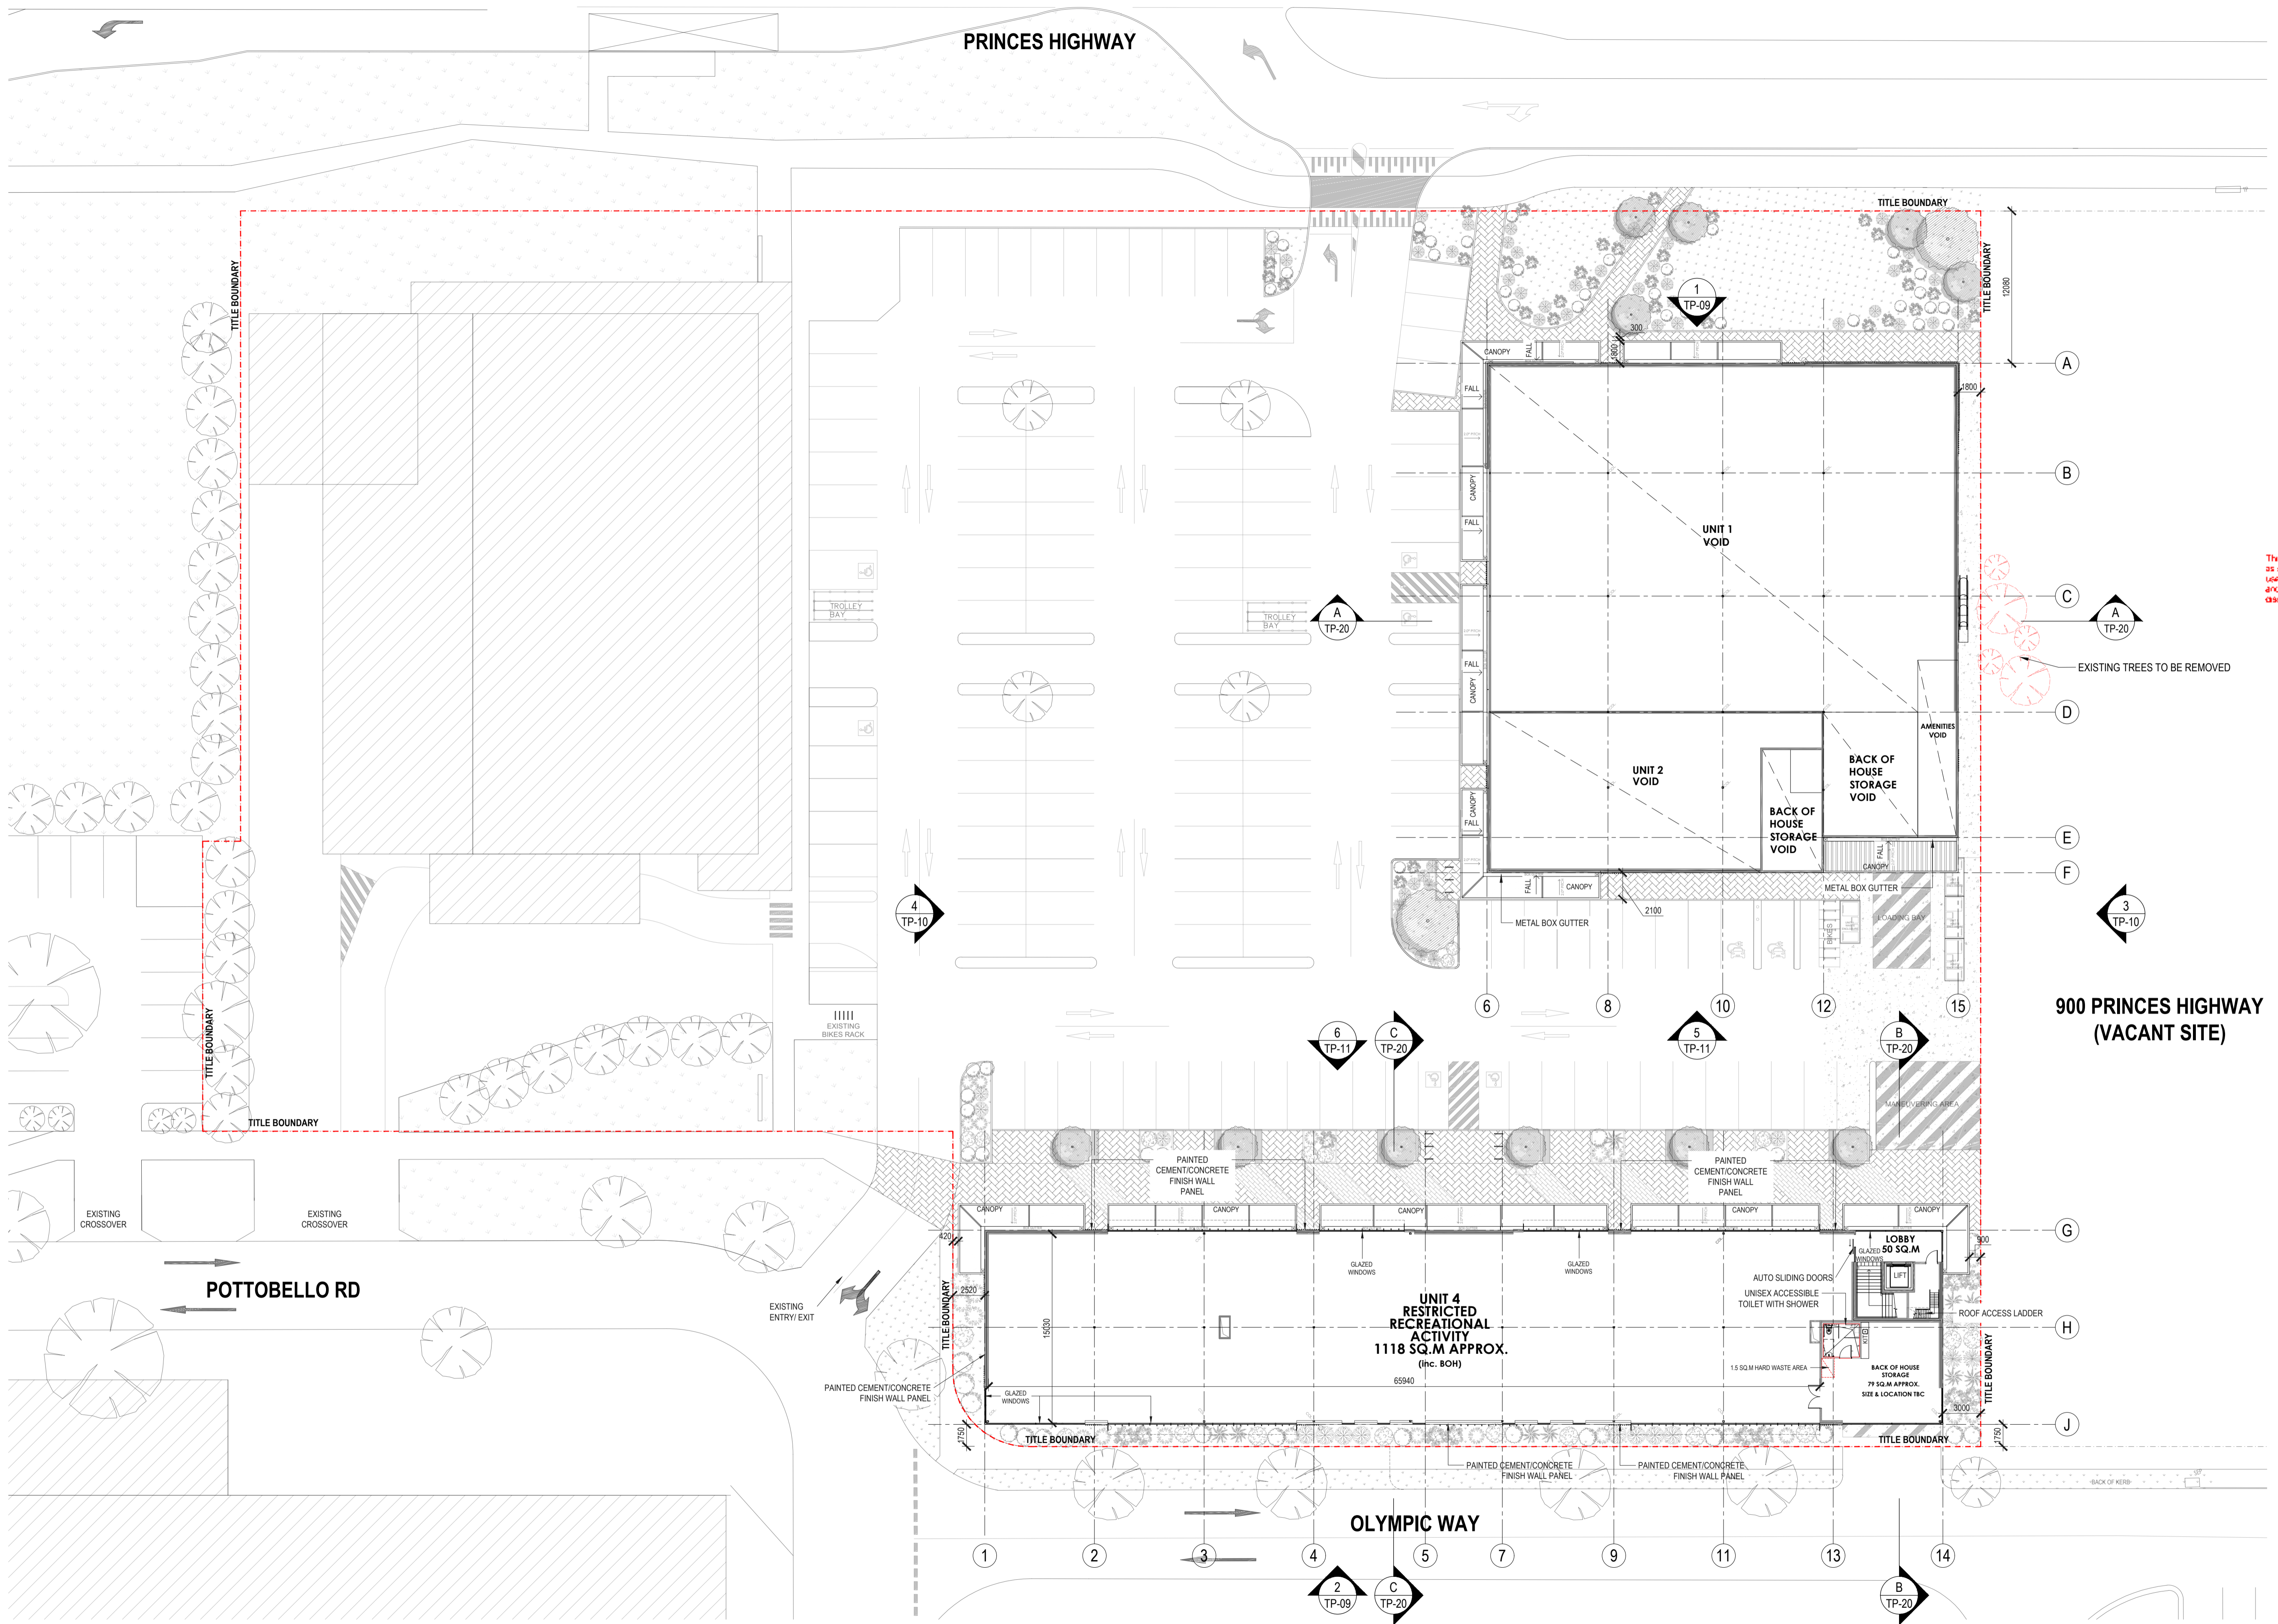 PRINCES HIGHWAY
TITLE BOUNDARY
TITLE BOUNDARY
TITLE BOUNDARY
12080
1
TP-09
300
1800
CANOPY
FALL
A
1800
FALL
B
CANOPY
FALL
UNIT 1
VOID
C
TROLLEY
BAY
TROLLEY
BAY
A
TP-20
A
TP-20
EXISTING TREES TO BE REMOVED
FALL
CANOPY
D
AMENITIES
VOID
UNIT 2
VOID
BACK OF
HOUSE
STORAGE
VOID
BACK OF
HOUSE
STORAGE
VOID
CANOPY
FALL
E
FALL
CANOPY
F
FALL
CANOPY
METAL BOX GUTTER
METAL BOX GUTTER
2100
LOADING BAY
BIKES
4
TP-10
3
TP-10
6
8
10
12
15
900 PRINCES HIGHWAY
(VACANT SITE)
EXISTING
BIKES RACK
TITLE BOUNDARY
6
TP-11
C
TP-20
5
TP-11
B
TP-20
MANEUVERING AREA
TITLE BOUNDARY
PAINTED
CEMENT/CONCRETE
FINISH WALL
PANEL
PAINTED
CEMENT/CONCRETE
FINISH WALL
PANEL
EXISTING
CROSSOVER
EXISTING
CROSSOVER
CANOPY
CANOPY
CANOPY
CANOPY
CANOPY
G
420
LOBBY
50 SQ.M
GLAZED
WINDOWS
900
GLAZED
WINDOWS
GLAZED
WINDOWS
LIFT
AUTO SLIDING DOORS
UNISEX ACCESSIBLE
TOILET WITH SHOWER
ROOF ACCESS LADDER
POTTOBELLO RD
EXISTING
ENTRY/ EXIT
2520
TITLE BOUNDARY
15030
UNIT 4
RESTRICTED
RECREATIONAL
ACTIVITY
1118 SQ.M APPROX.
(inc. BOH)
H
KIT
1.5 SQ.M HARD WASTE AREA
BACK OF HOUSE
STORAGE
79 SQ.M APPROX.
SIZE & LOCATION TBC
TITLE BOUNDARY
65940
PAINTED CEMENT/CONCRETE
FINISH WALL PANEL
GLAZED
WINDOWS
3000
J
1750
TITLE BOUNDARY
TITLE BOUNDARY
1750
PAINTED CEMENT/CONCRETE
FINISH WALL PANEL
PAINTED CEMENT/CONCRETE
FINISH WALL PANEL
BACK OF KERB
OLYMPIC WAY
1
2
3
4
5
7
9
11
13
14
2
TP-09
C
TP-20
B
TP-20